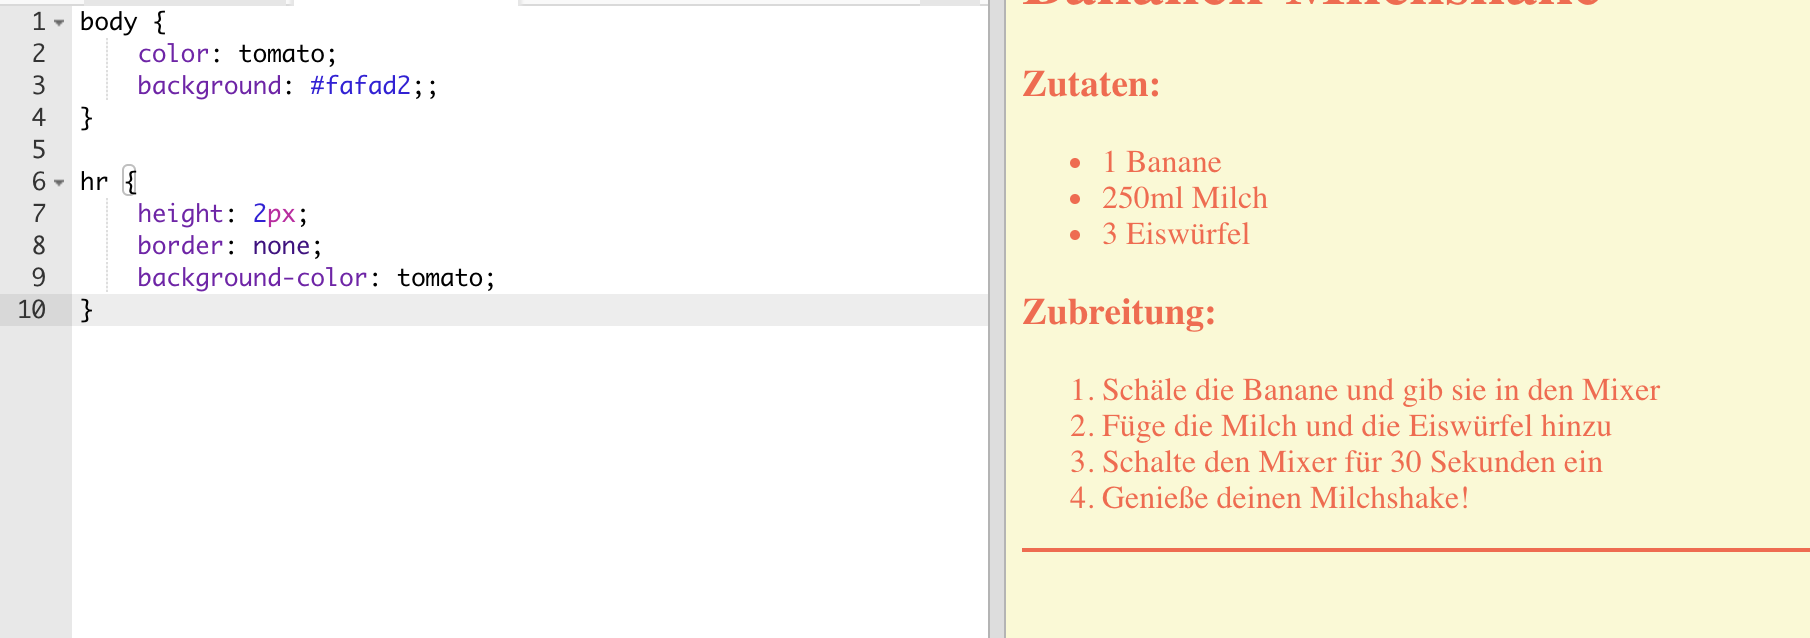 1 body {
2 color: tomato;
3 background: #fafad2;;
4 }
5
6 hr {
7 height: 2px;
8 border: none;
9 background-color: tomato;
10 }
Zutaten:
• 1 Banane
• 250ml Milch
• 3 Eiswürfel
Zubreitung:
1. Schäle die Banane und gib sie in den Mixer
2. Füge die Milch und die Eiswürfel hinzu
3. Schalte den Mixer für 30 Sekunden ein
4. Genieße deinen Milchshake!